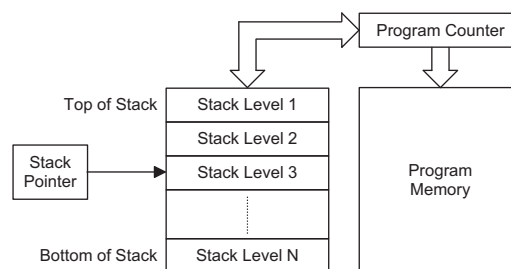 Program Counter
Top of Stack
Stack Level 1
Stack Level 2
Stack
Pointer
Stack Level 3
Program
Memory
Bottom of Stack
Stack Level N